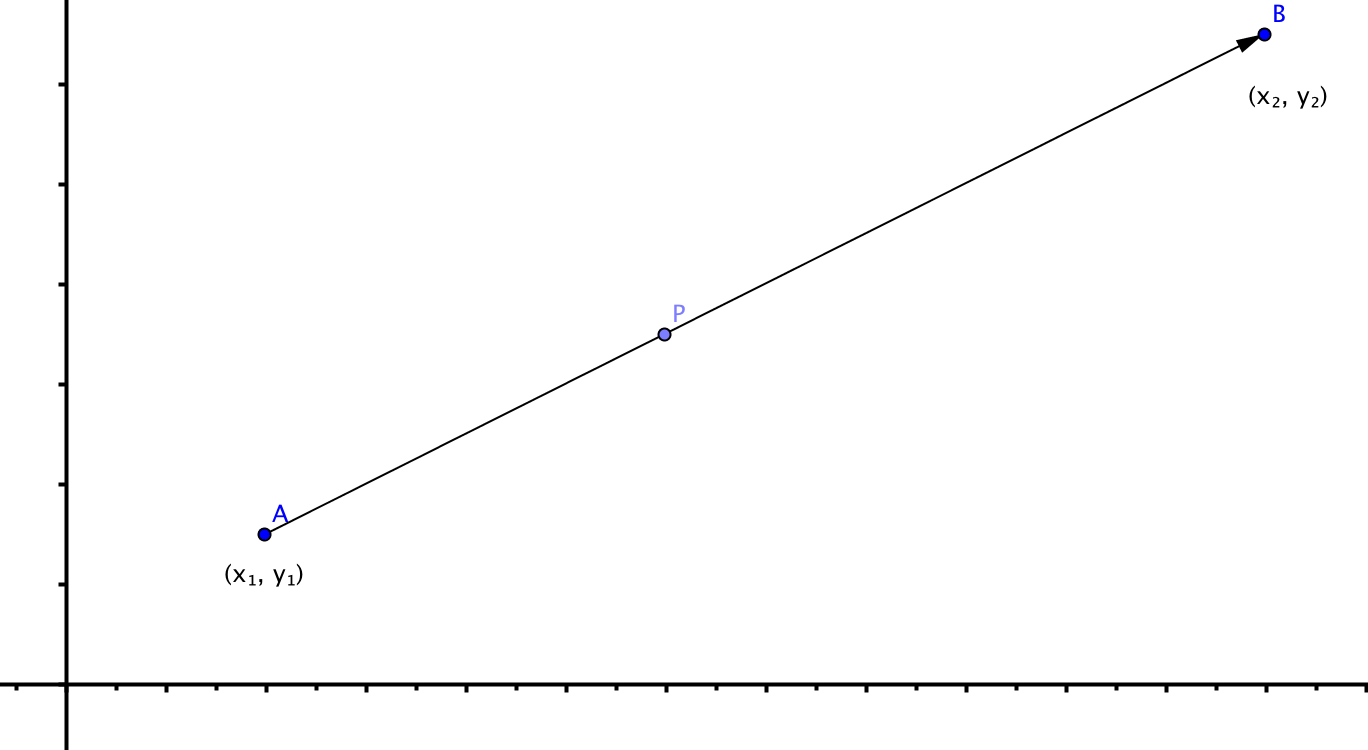 B
(x₂, y₂)
P
A
(x₁, y₁)